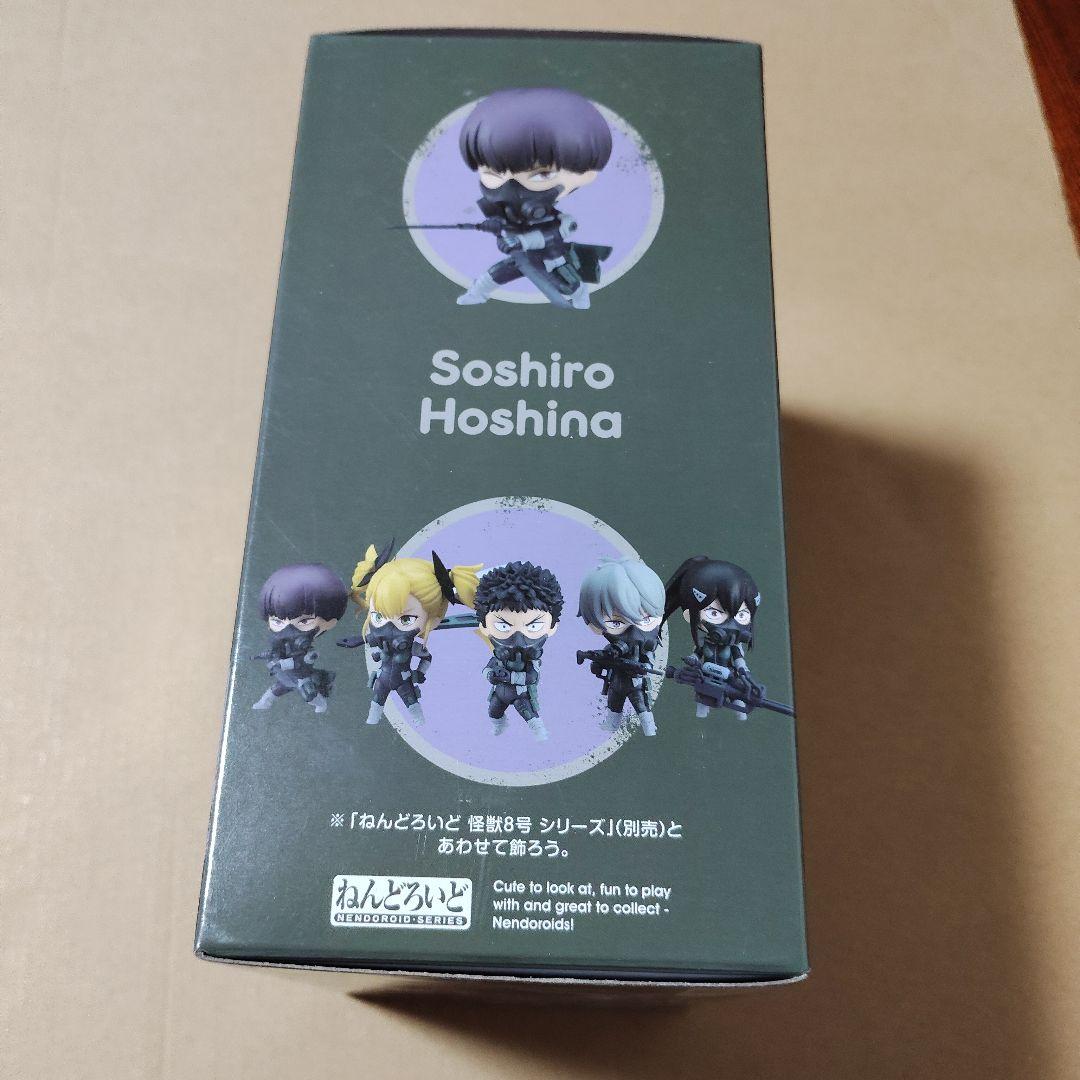 Soshiro
Hoshina
※「ねんどろいど 怪獣8号 シリーズ」(別売)と
あわせて飾ろう。
ねんどろいど
NENDOROID・SERIES
Cute to look at, fun to play
with and great to collect -
Nendoroids!